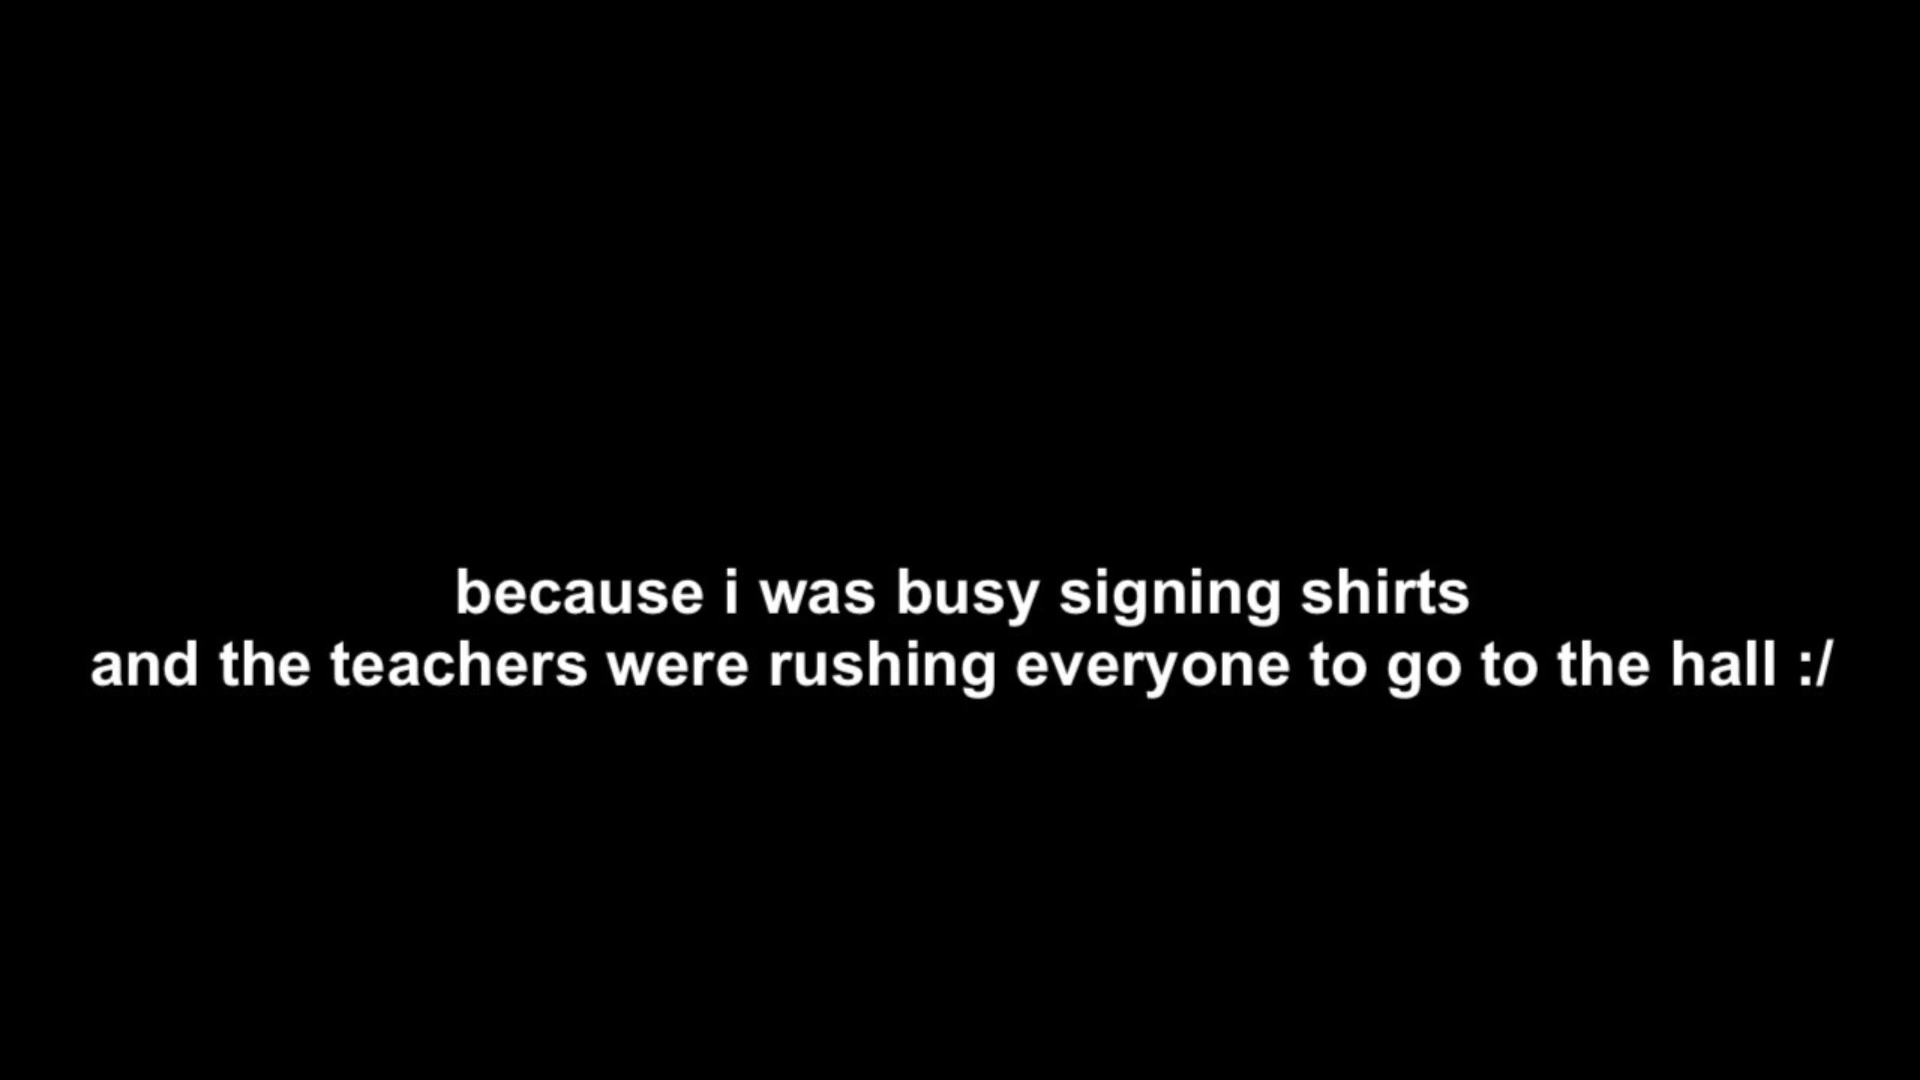 because i was busy signing shirts
and the teachers were rushing everyone to go to the hall :/